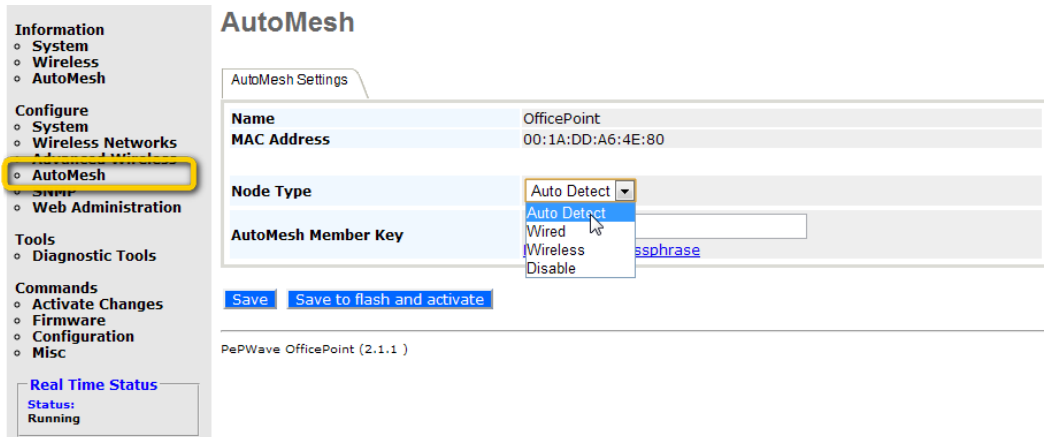 Information
System
Wireless
AutoMesh
Configure
System
Wireless Networks
Advanced Wireless
AutoMesh
SNMP
Web Administration
Tools
Diagnostic Tools
Commands
Activate Changes
Firmware
Configuration
Misc
Real Time Status
Status:
Running
AutoMesh
AutoMesh Settings
Name OfficePoint
MAC Address 00:1A:DD:A6:4E:80
Node Type Auto Detect
Auto Detect
Wired
AutoMesh Member Key
Wireless ssphrase
Disable
Save Save to flash and activate
PePWave OfficePoint (2.1.1 )